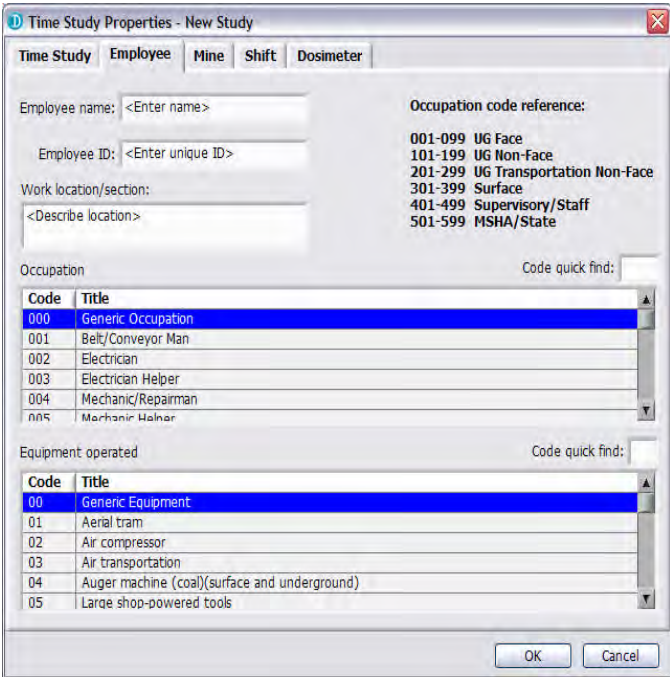 Time Study Properties - New Study
Time Study Employee Mine Shift Dosimeter
Employee name: <Enter name>
Employee ID: <Enter unique ID>
Work location/section:
<Describe location>
Occupation code reference:
001-099 UG Face
101-199 UG Non-Face
201-299 UG Transportation Non-Face
301-399 Surface
401-499 Supervisory/Staff
501-599 MSHA/State
Occupation Code quick find:
Code Title
000 Generic Occupation
001 Belt/Conveyor Man
002 Electrician
003 Electrician Helper
004 Mechanic/Repairman
005 Mechanic Helper
Equipment operated Code quick find:
Code Title
00 Generic Equipment
01 Aerial tram
02 Air compressor
03 Air transportation
04 Auger machine (coal)(surface and underground)
05 Large shop-powered tools
OK Cancel